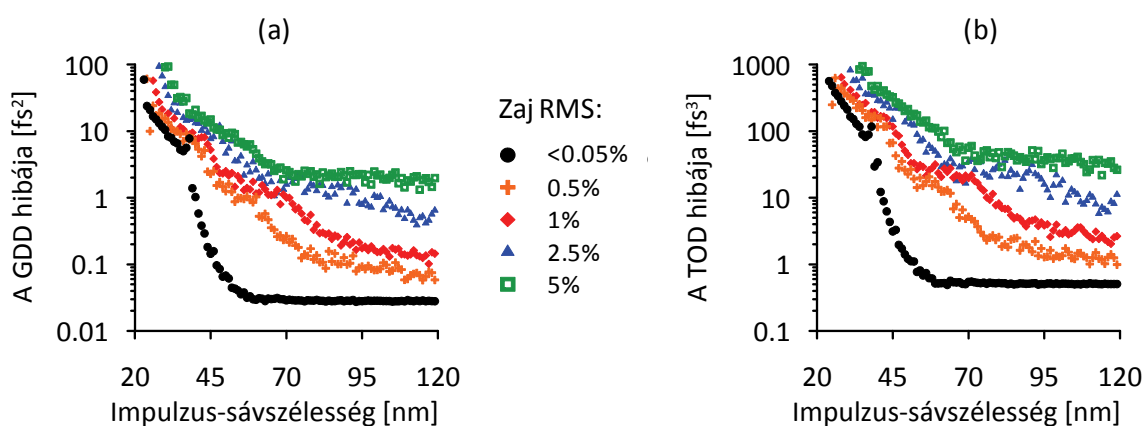 (a)
A GDD hibája [fs²]
100
10
1
0.1
0.01
20 45 70 95 120
Impulzus-sávszélesség [nm]
Zaj RMS:
<0.05%
0.5%
1%
2.5%
5%
(b)
A TOD hibája [fs³]
1000
100
10
1
0.1
20 45 70 95 120
Impulzus-sávszélesség [nm]